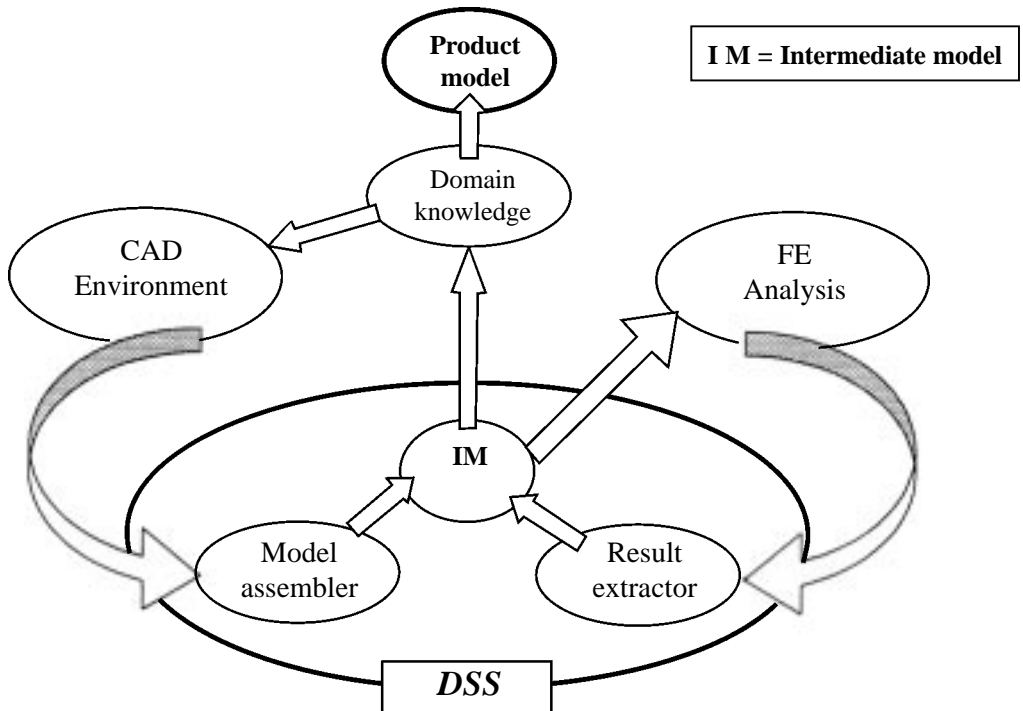 Product
model
I M = Intermediate model
Domain
knowledge
CAD
Environment
FE
Analysis
IM
Model
assembler
Result
extractor
DSS